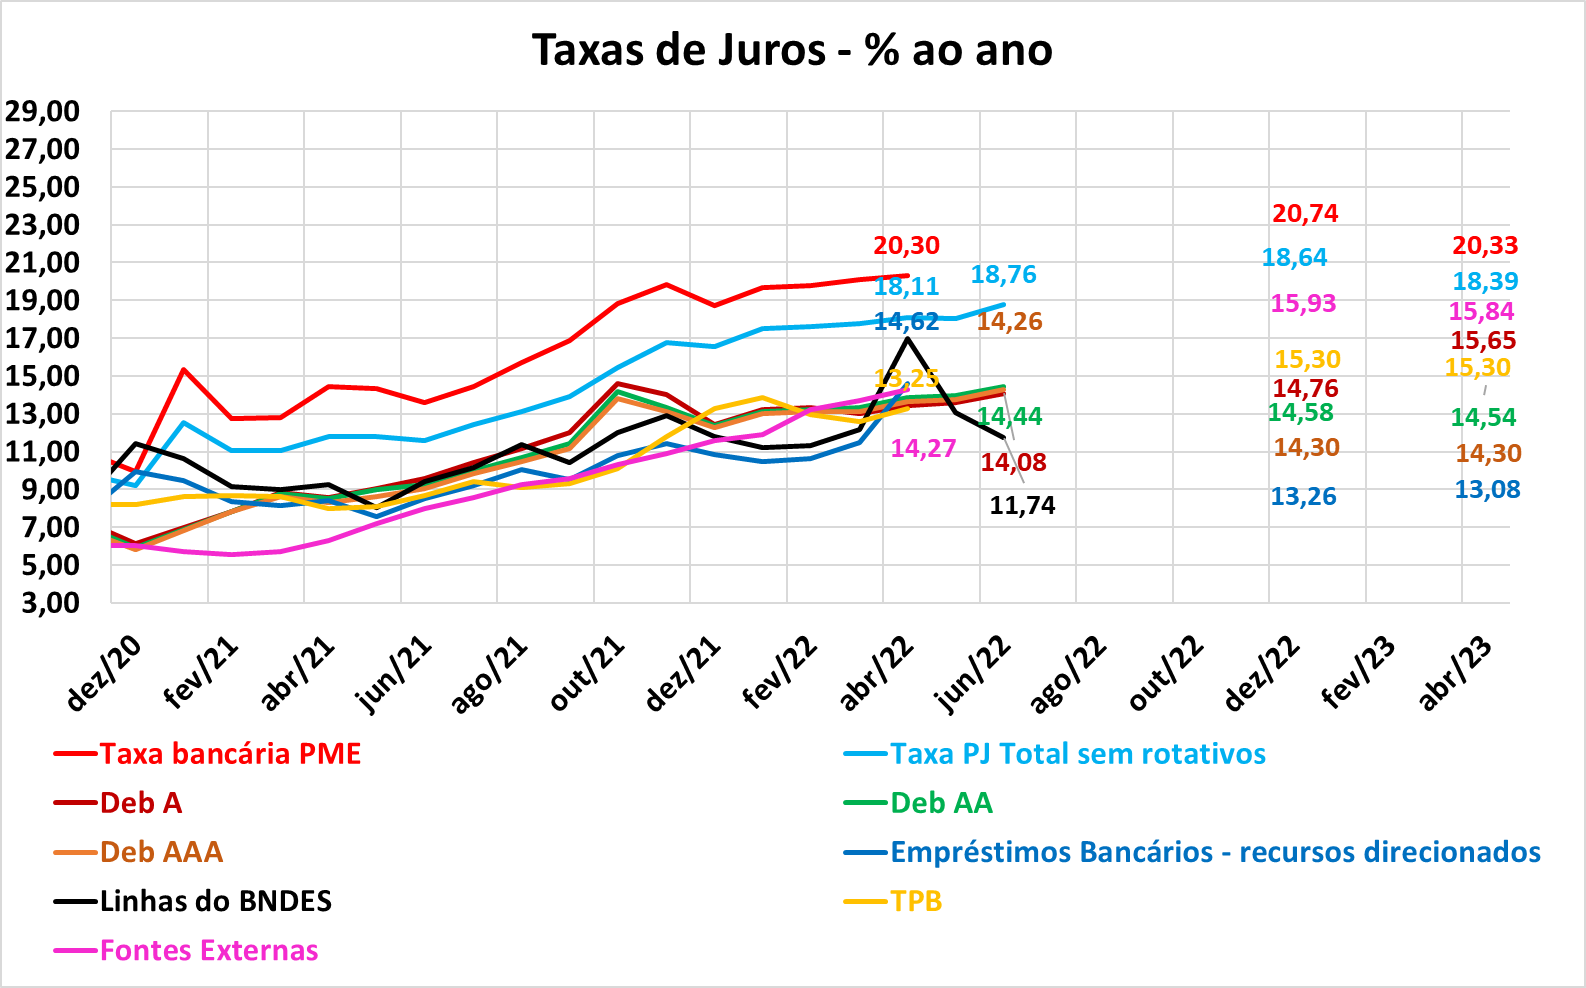 Taxas de Juros - % ao ano
29,00
27,00
25,00
23,00
21,00
19,00
17,00
15,00
13,00
11,00
9,00
7,00
5,00
3,00
20,30
18,11
14,62
13,25
14,27
18,76
14,26
14,44
14,08
11,74
20,74
18,64
15,93
15,30
14,76
14,58
14,30
13,26
20,33
18,39
15,84
15,65
15,30
14,54
14,30
13,08
dez/20
fev/21
abr/21
jun/21
ago/21
out/21
dez/21
fev/22
abr/22
jun/22
ago/22
out/22
dez/22
fev/23
abr/23
Taxa bancária PME
Taxa PJ Total sem rotativos
Deb A
Deb AA
Deb AAA
Empréstimos Bancários - recursos direcionados
Linhas do BNDES
TPB
Fontes Externas